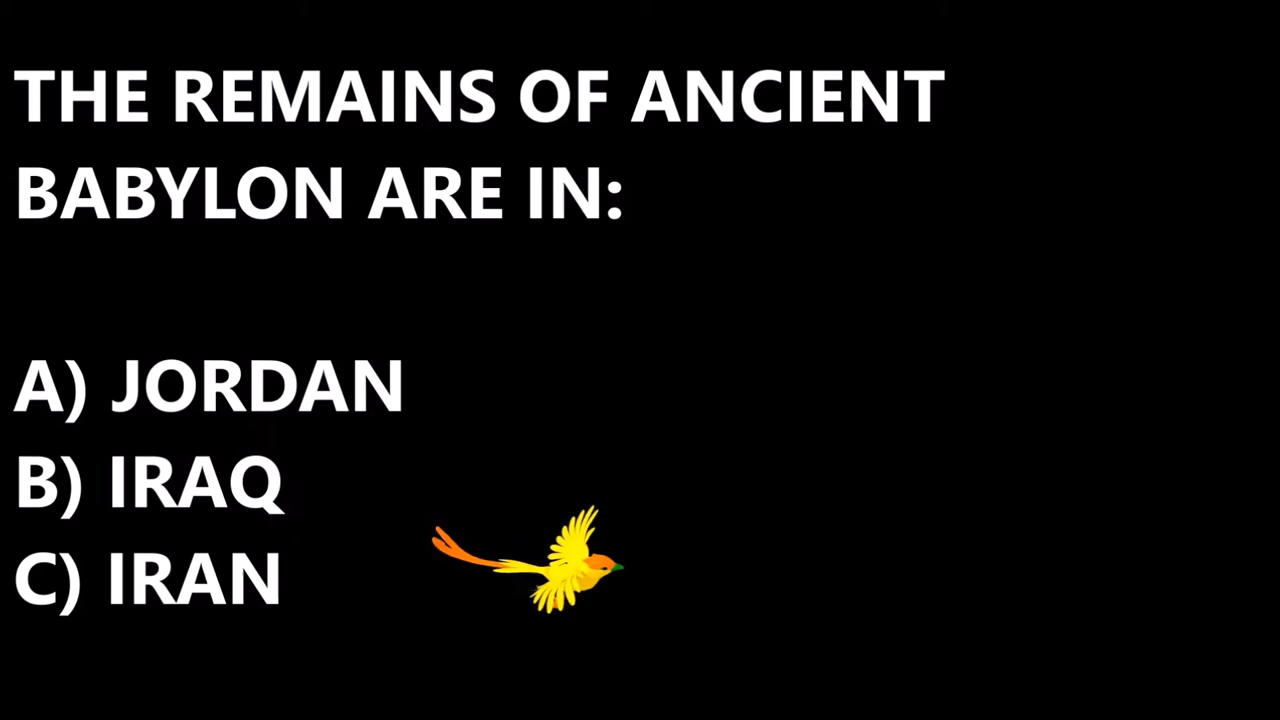 THE REMAINS OF ANCIENT
BABYLON ARE IN:
A) JORDAN
B) IRAQ
C) IRAN